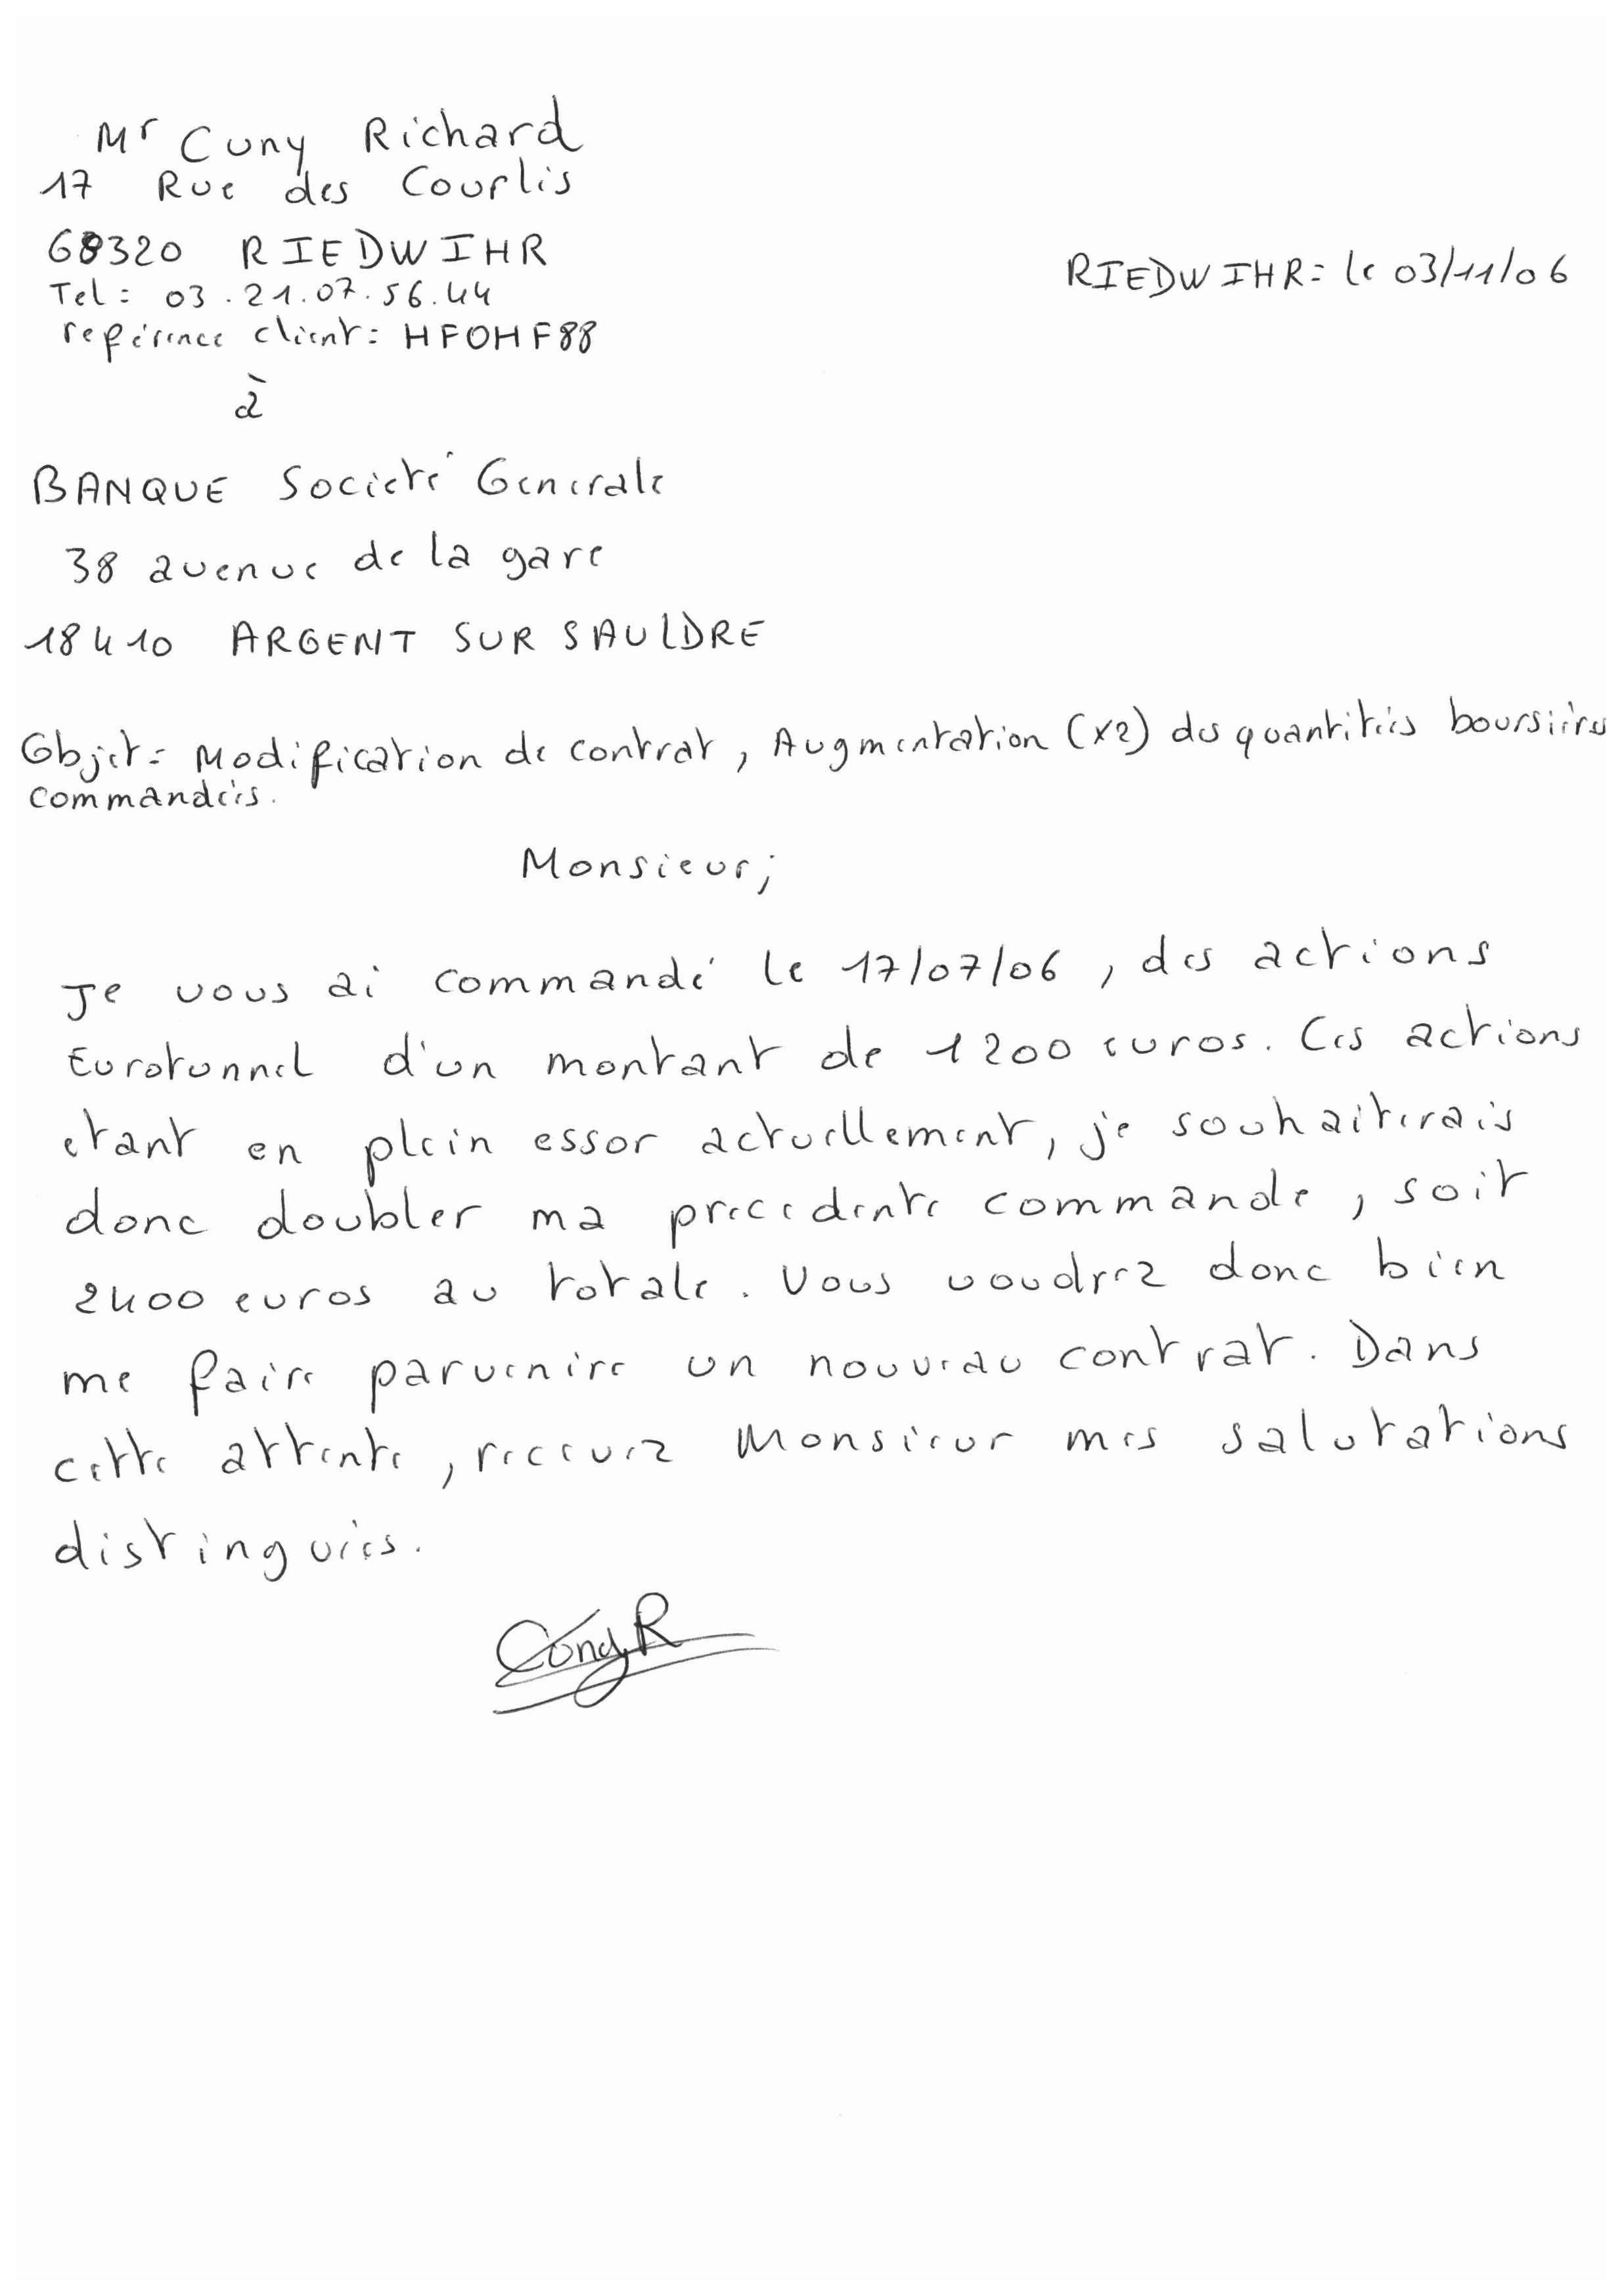 Mr Cuny Richard
17 Rue des Courlis
68320 RIEDWIHR
RIEDWIHR = le 03/11/06
Tel : 03.21.07.56.44
reférence client : HFOHF88
à
BANQUE Societé Generale
38 avenue de la gare
18410 ARGENT SUR SAULDRE
Objet = Modification de contrat, Augmentation (x2) des quantitées boursières
commandées.
Monsieur;
Je vous ai commandé le 17/07/06, des actions
Eurotunnel d'un montant de 1200 euros. Ces actions
etant en plein essor actuellement, je souhaiterais
donc doubler ma precedente commande, soit
2400 euros au totale. Vous voudrez donc bien
me faire parvenire un nouveau contrat. Dans
cette attente, recevez Monsieur mes salutations
distinguées.
Cuny R